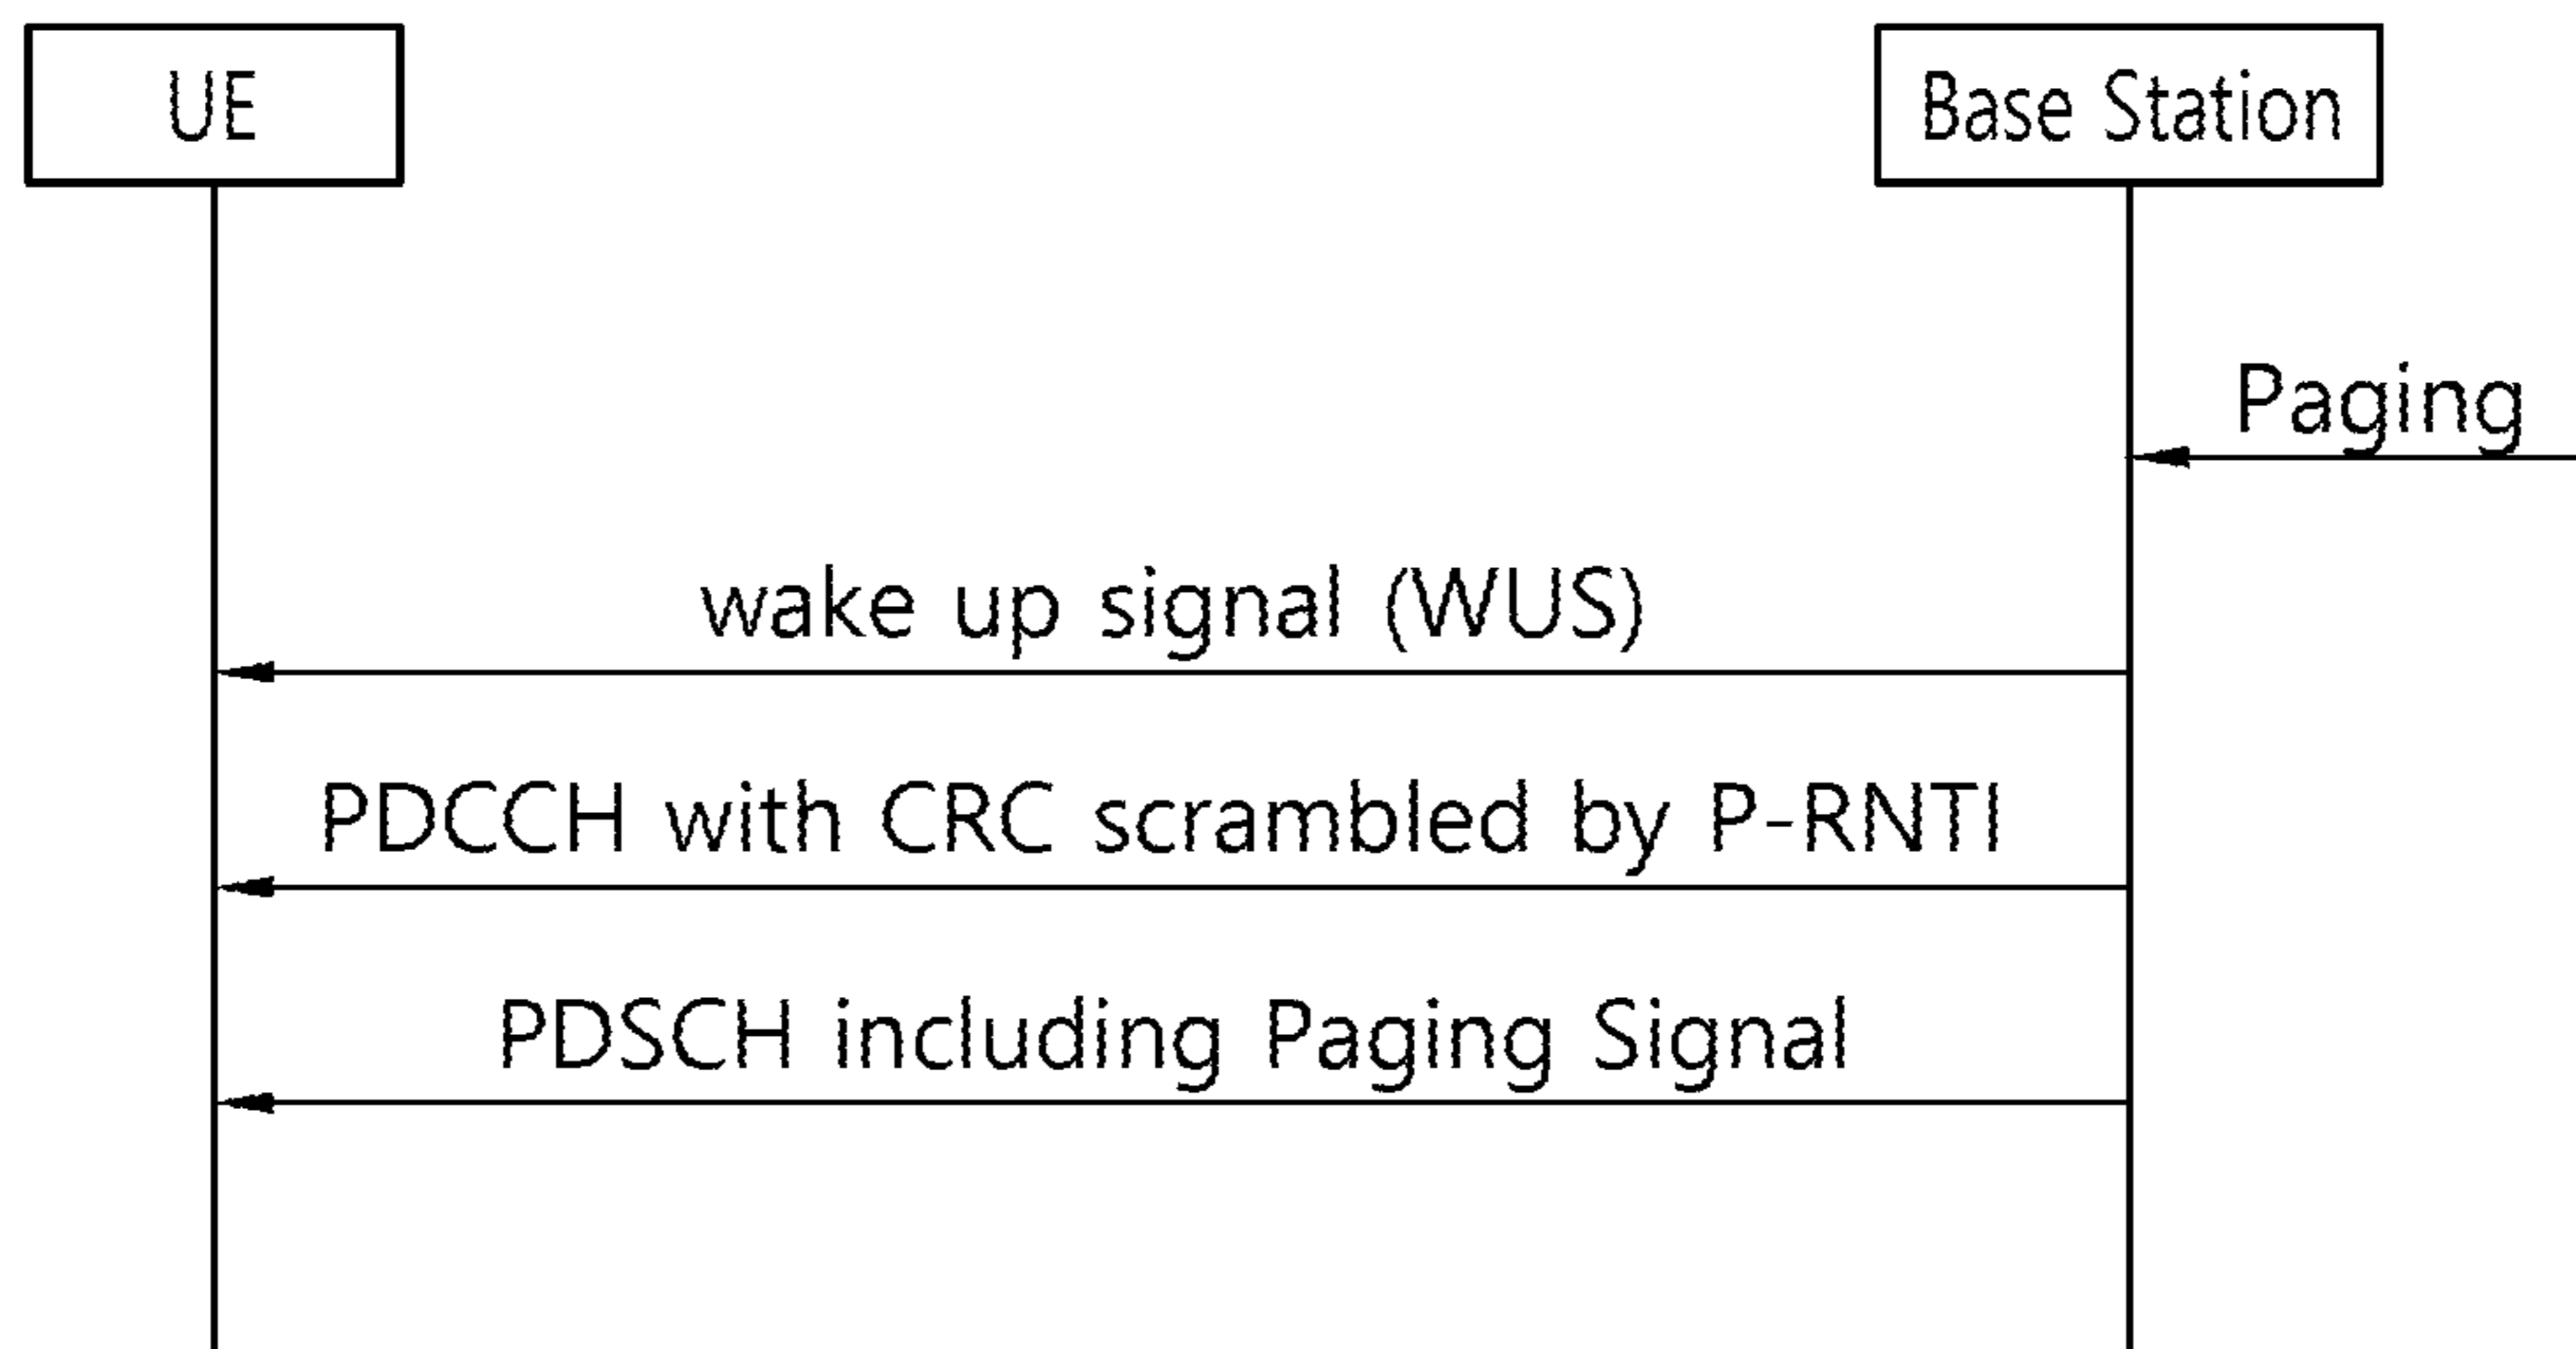 UE
Base Station
Paging
wake up signal (WUS)
PDCCH with CRC scrambled by P-RNTI
PDSCH including Paging Signal